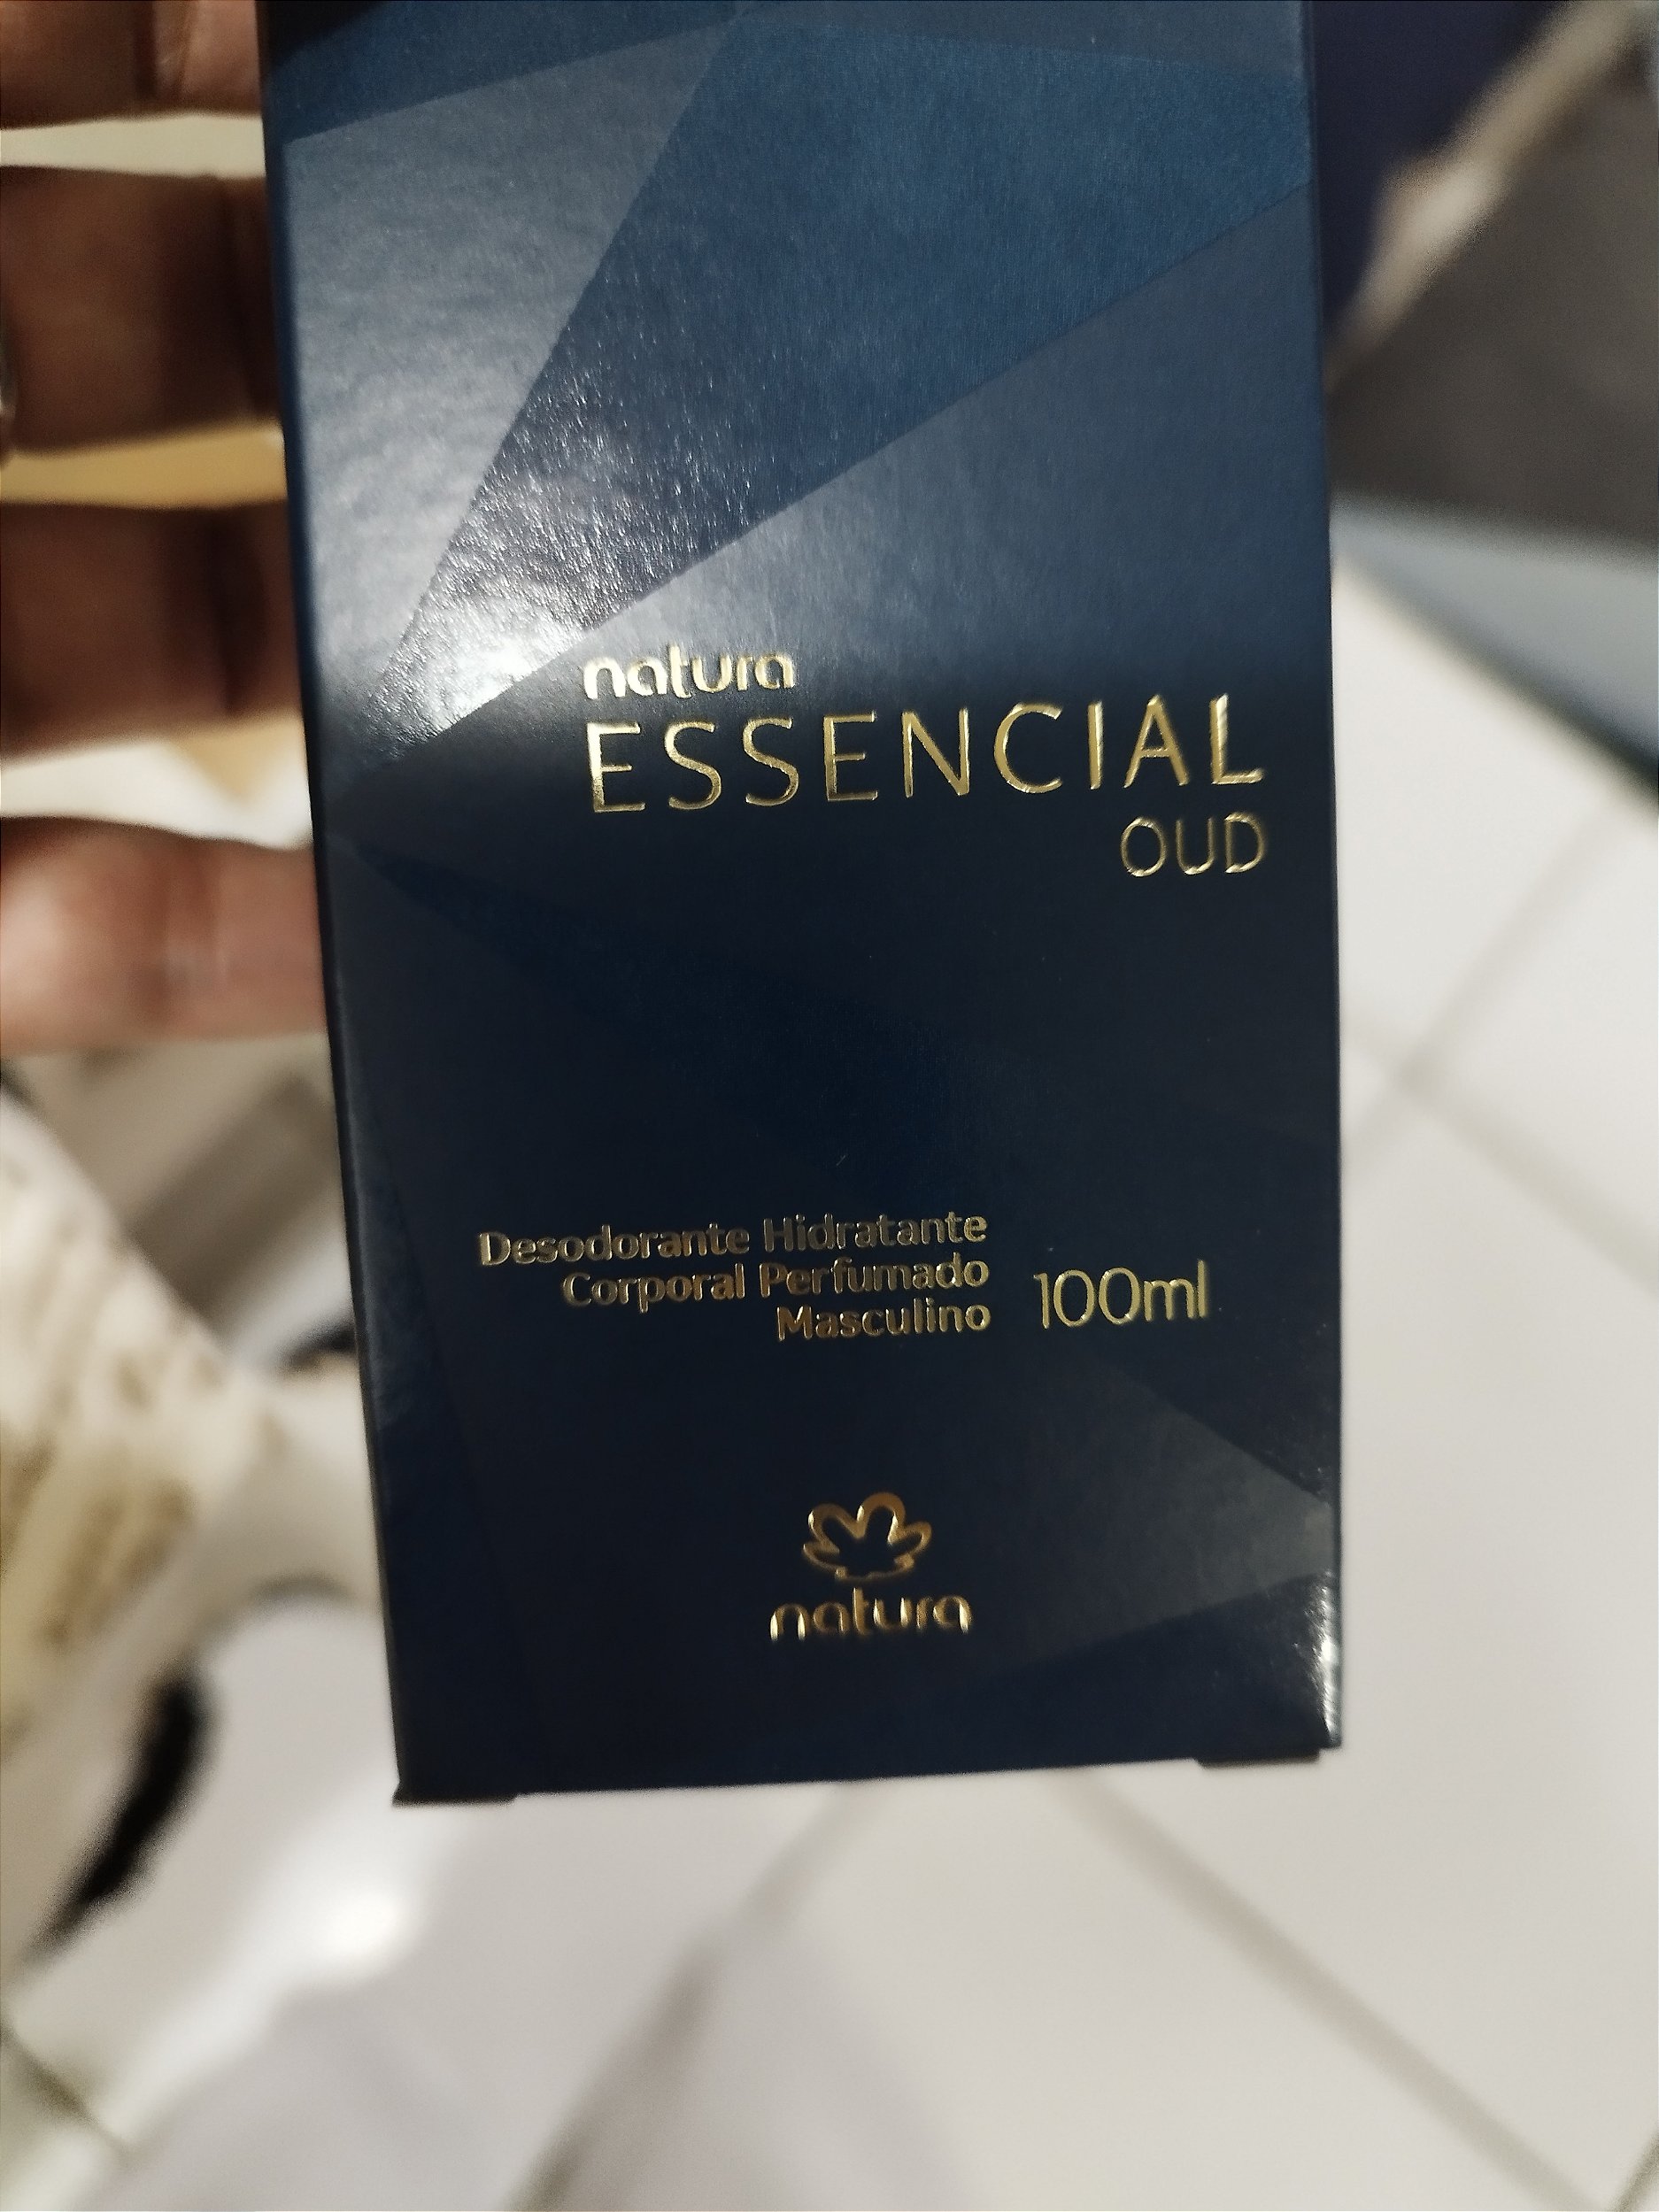 natura
ESSENCIAL
OUD
Desodorante Hidratante
Corporal Perfumado
Masculino
100ml
natura